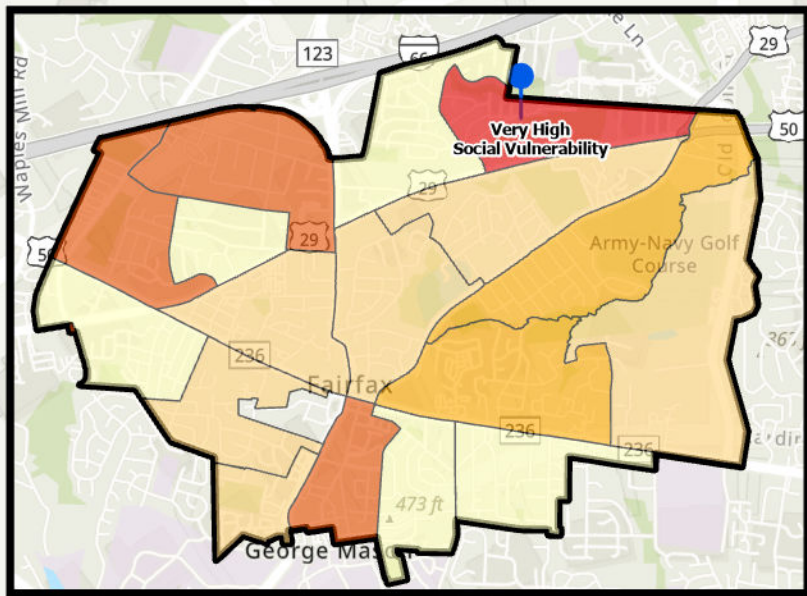 29
123
66
Waples Mill Rd
50
Very High
Social Vulnerability
29
29
Army-Navy Golf
Course
50
236
Fairfax
236
236
473 ft
George Mason